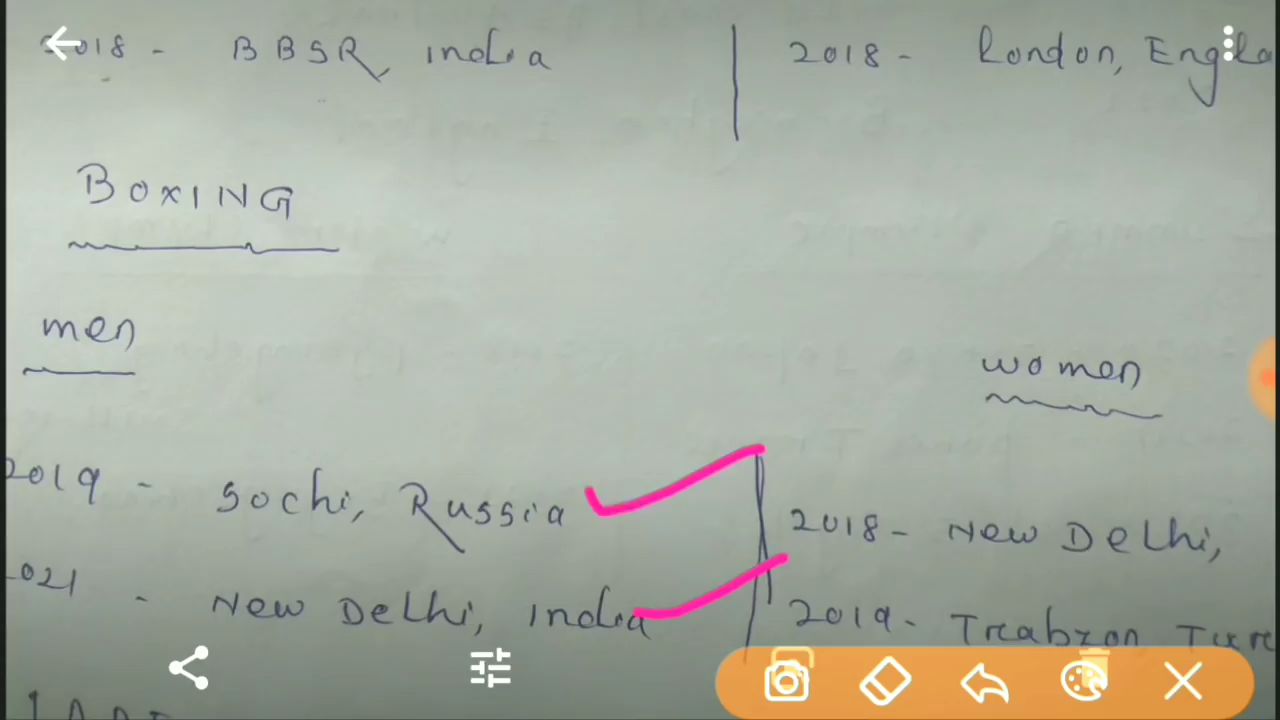 2018 - BBSR, India
2018 - London, Engla
BOXING
men
women
2019 - Sochi, Russia
2018 - New Delhi,
2021 - New Delhi, India
2019 - Trabzon, Turk